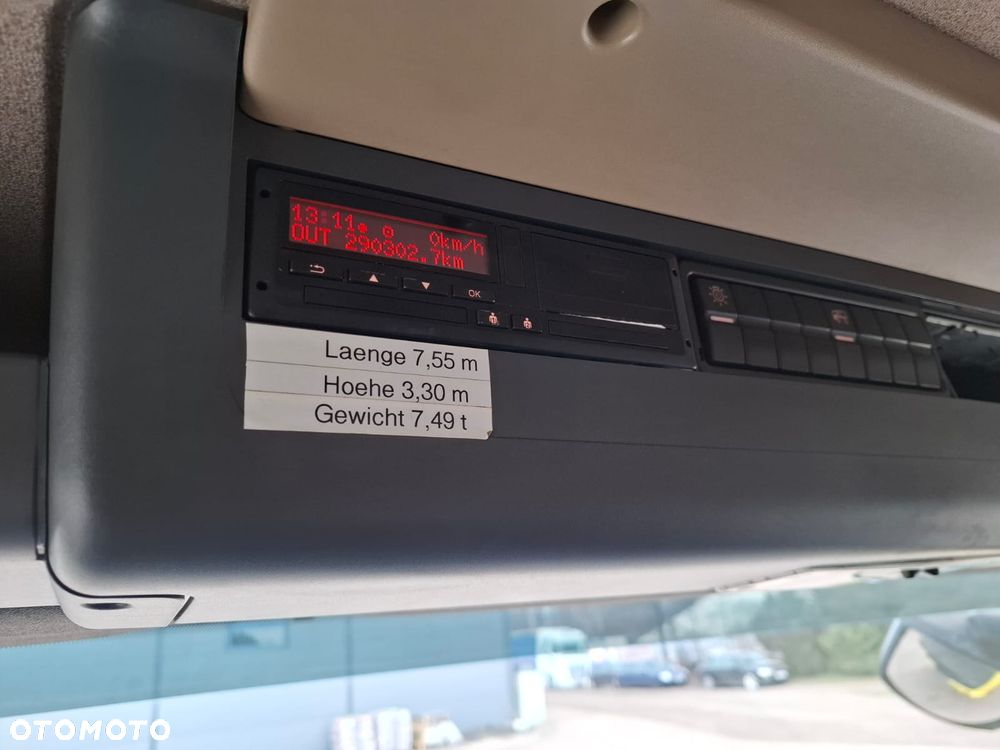 13:11 0km/h
OUT 290302.7km
OK
Laenge 7,55 m
Hoehe 3,30 m
Gewicht 7,49 t
OTOMOTO